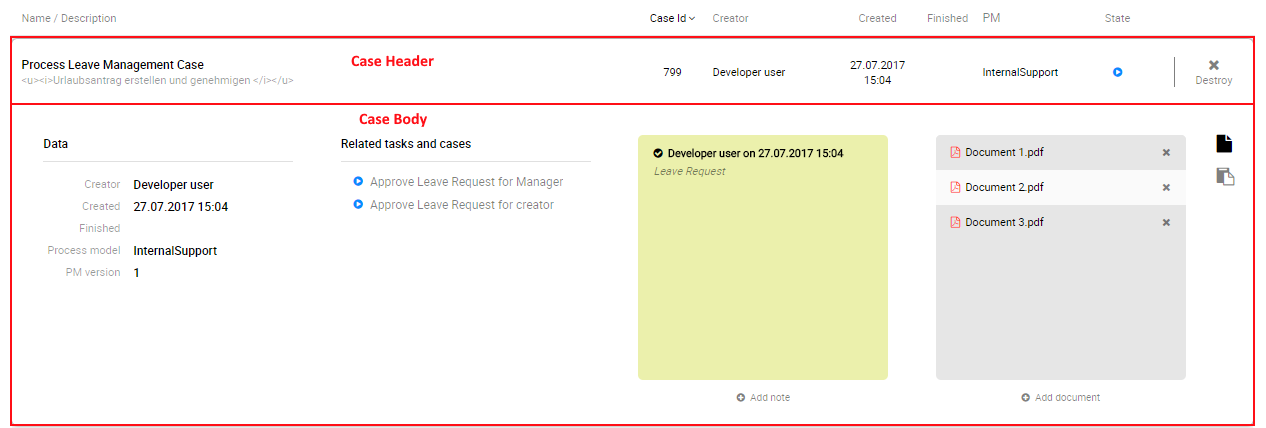 Name / Description Case Id Creator Created Finished PM State
Case Header
Process Leave Management Case
<u><i>Urlaubsantrag erstellen und genehmigen </i></u>
799 Developer user 27.07.2017
15:04
InternalSupport
Destroy
Case Body
Data
Creator Developer user
Created 27.07.2017 15:04
Finished
Process model InternalSupport
PM version 1
Related tasks and cases
Approve Leave Request for Manager
Approve Leave Request for creator
Developer user on 27.07.2017 15:04
Leave Request
Add note
Document 1.pdf
Document 2.pdf
Document 3.pdf
Add document